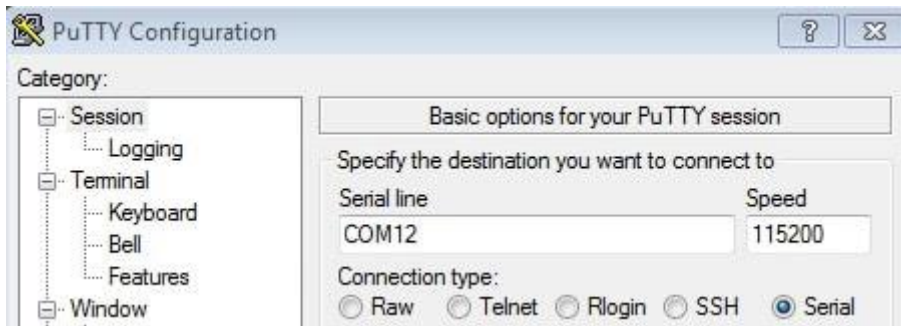 PuTTY Configuration
Category:
Session
Logging
Terminal
Keyboard
Bell
Features
Window
Basic options for your PuTTY session
Specify the destination you want to connect to
Serial line Speed
COM12 115200
Connection type:
Raw Telnet Rlogin SSH Serial